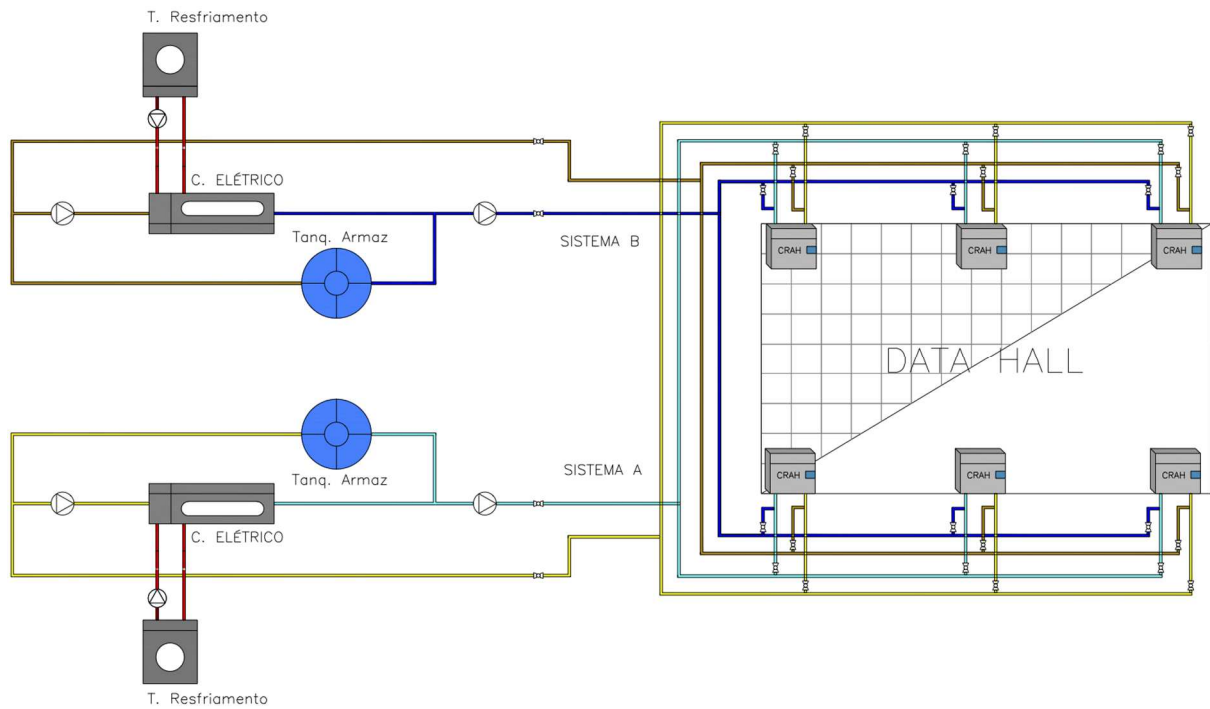 T. Resfriamento
C. ELÉTRICO
Tanq. Armaz
SISTEMA B
CRAH
CRAH
CRAH
DATA HALL
Tanq. Armaz
SISTEMA A
CRAH
CRAH
CRAH
C. ELÉTRICO
T. Resfriamento